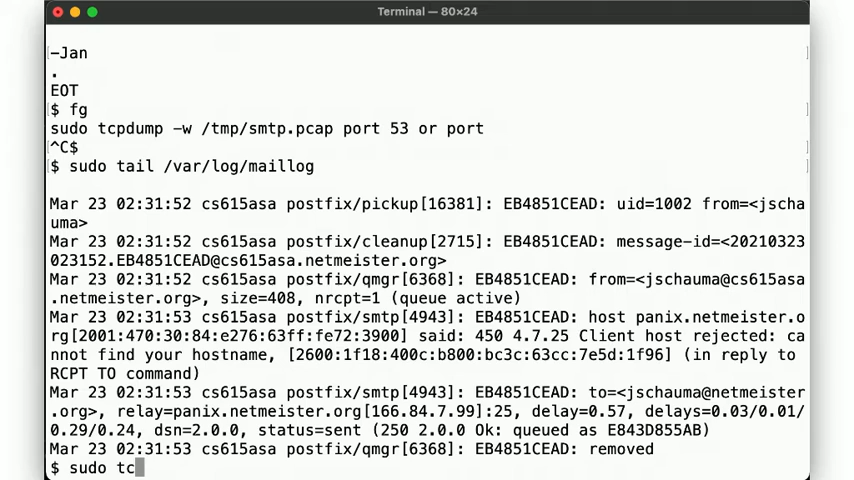 Terminal — 80×24
-Jan
.
EOT
$ fg
sudo tcpdump -w /tmp/smtp.pcap port 53 or port
^C$
$ sudo tail /var/log/maillog
Mar 23 02:31:52 cs615asa postfix/pickup[16381]: EB4851CEAD: uid=1002 from=<jscha
uma>
Mar 23 02:31:52 cs615asa postfix/cleanup[2715]: EB4851CEAD: message-id=<20210323
023152.EB4851CEAD@cs615asa.netmeister.org>
Mar 23 02:31:52 cs615asa postfix/qmgr[6368]: EB4851CEAD: from=<jschauma@cs615asa
.netmeister.org>, size=408, nrcpt=1 (queue active)
Mar 23 02:31:53 cs615asa postfix/smtp[4943]: EB4851CEAD: host panix.netmeister.o
rg[2001:470:30:84:e276:63ff:fe72:3900] said: 450 4.7.25 Client host rejected: ca
nnot find your hostname, [2600:1f18:400c:b800:bc3c:63cc:7e5d:1f96] (in reply to
RCPT TO command)
Mar 23 02:31:53 cs615asa postfix/smtp[4943]: EB4851CEAD: to=<jschauma@netmeister
.org>, relay=panix.netmeister.org[166.84.7.99]:25, delay=0.57, delays=0.03/0.01/
0.29/0.24, dsn=2.0.0, status=sent (250 2.0.0 Ok: queued as E843D855AB)
Mar 23 02:31:53 cs615asa postfix/qmgr[6368]: EB4851CEAD: removed
$ sudo tc